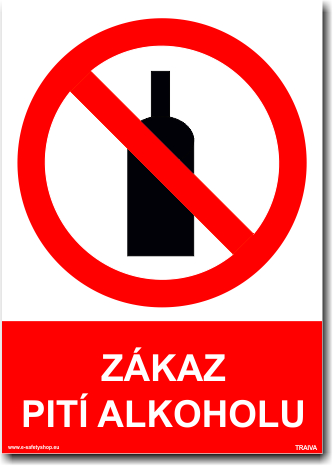 ZÁKAZ
PITÍ ALKOHOLU
www.e-safetyshop.eu TRAIVA